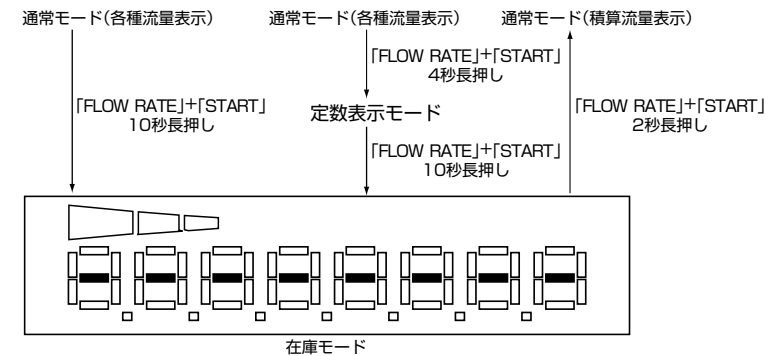 通常モード(各種流量表示)
通常モード(各種流量表示)
通常モード(積算流量表示)
「FLOW RATE」+「START」
4秒長押し
定数表示モード
「FLOW RATE」+「START」
10秒長押し
「FLOW RATE」+「START」
2秒長押し
「FLOW RATE」+「START」
10秒長押し
在庫モード